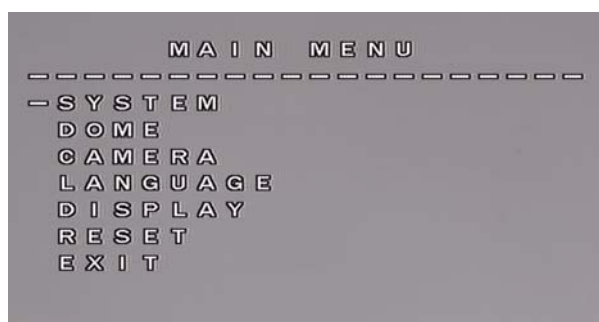 MAIN MENU
--------------------
-SYSTEM
DOME
CAMERA
LANGUAGE
DISPLAY
RESET
EXIT